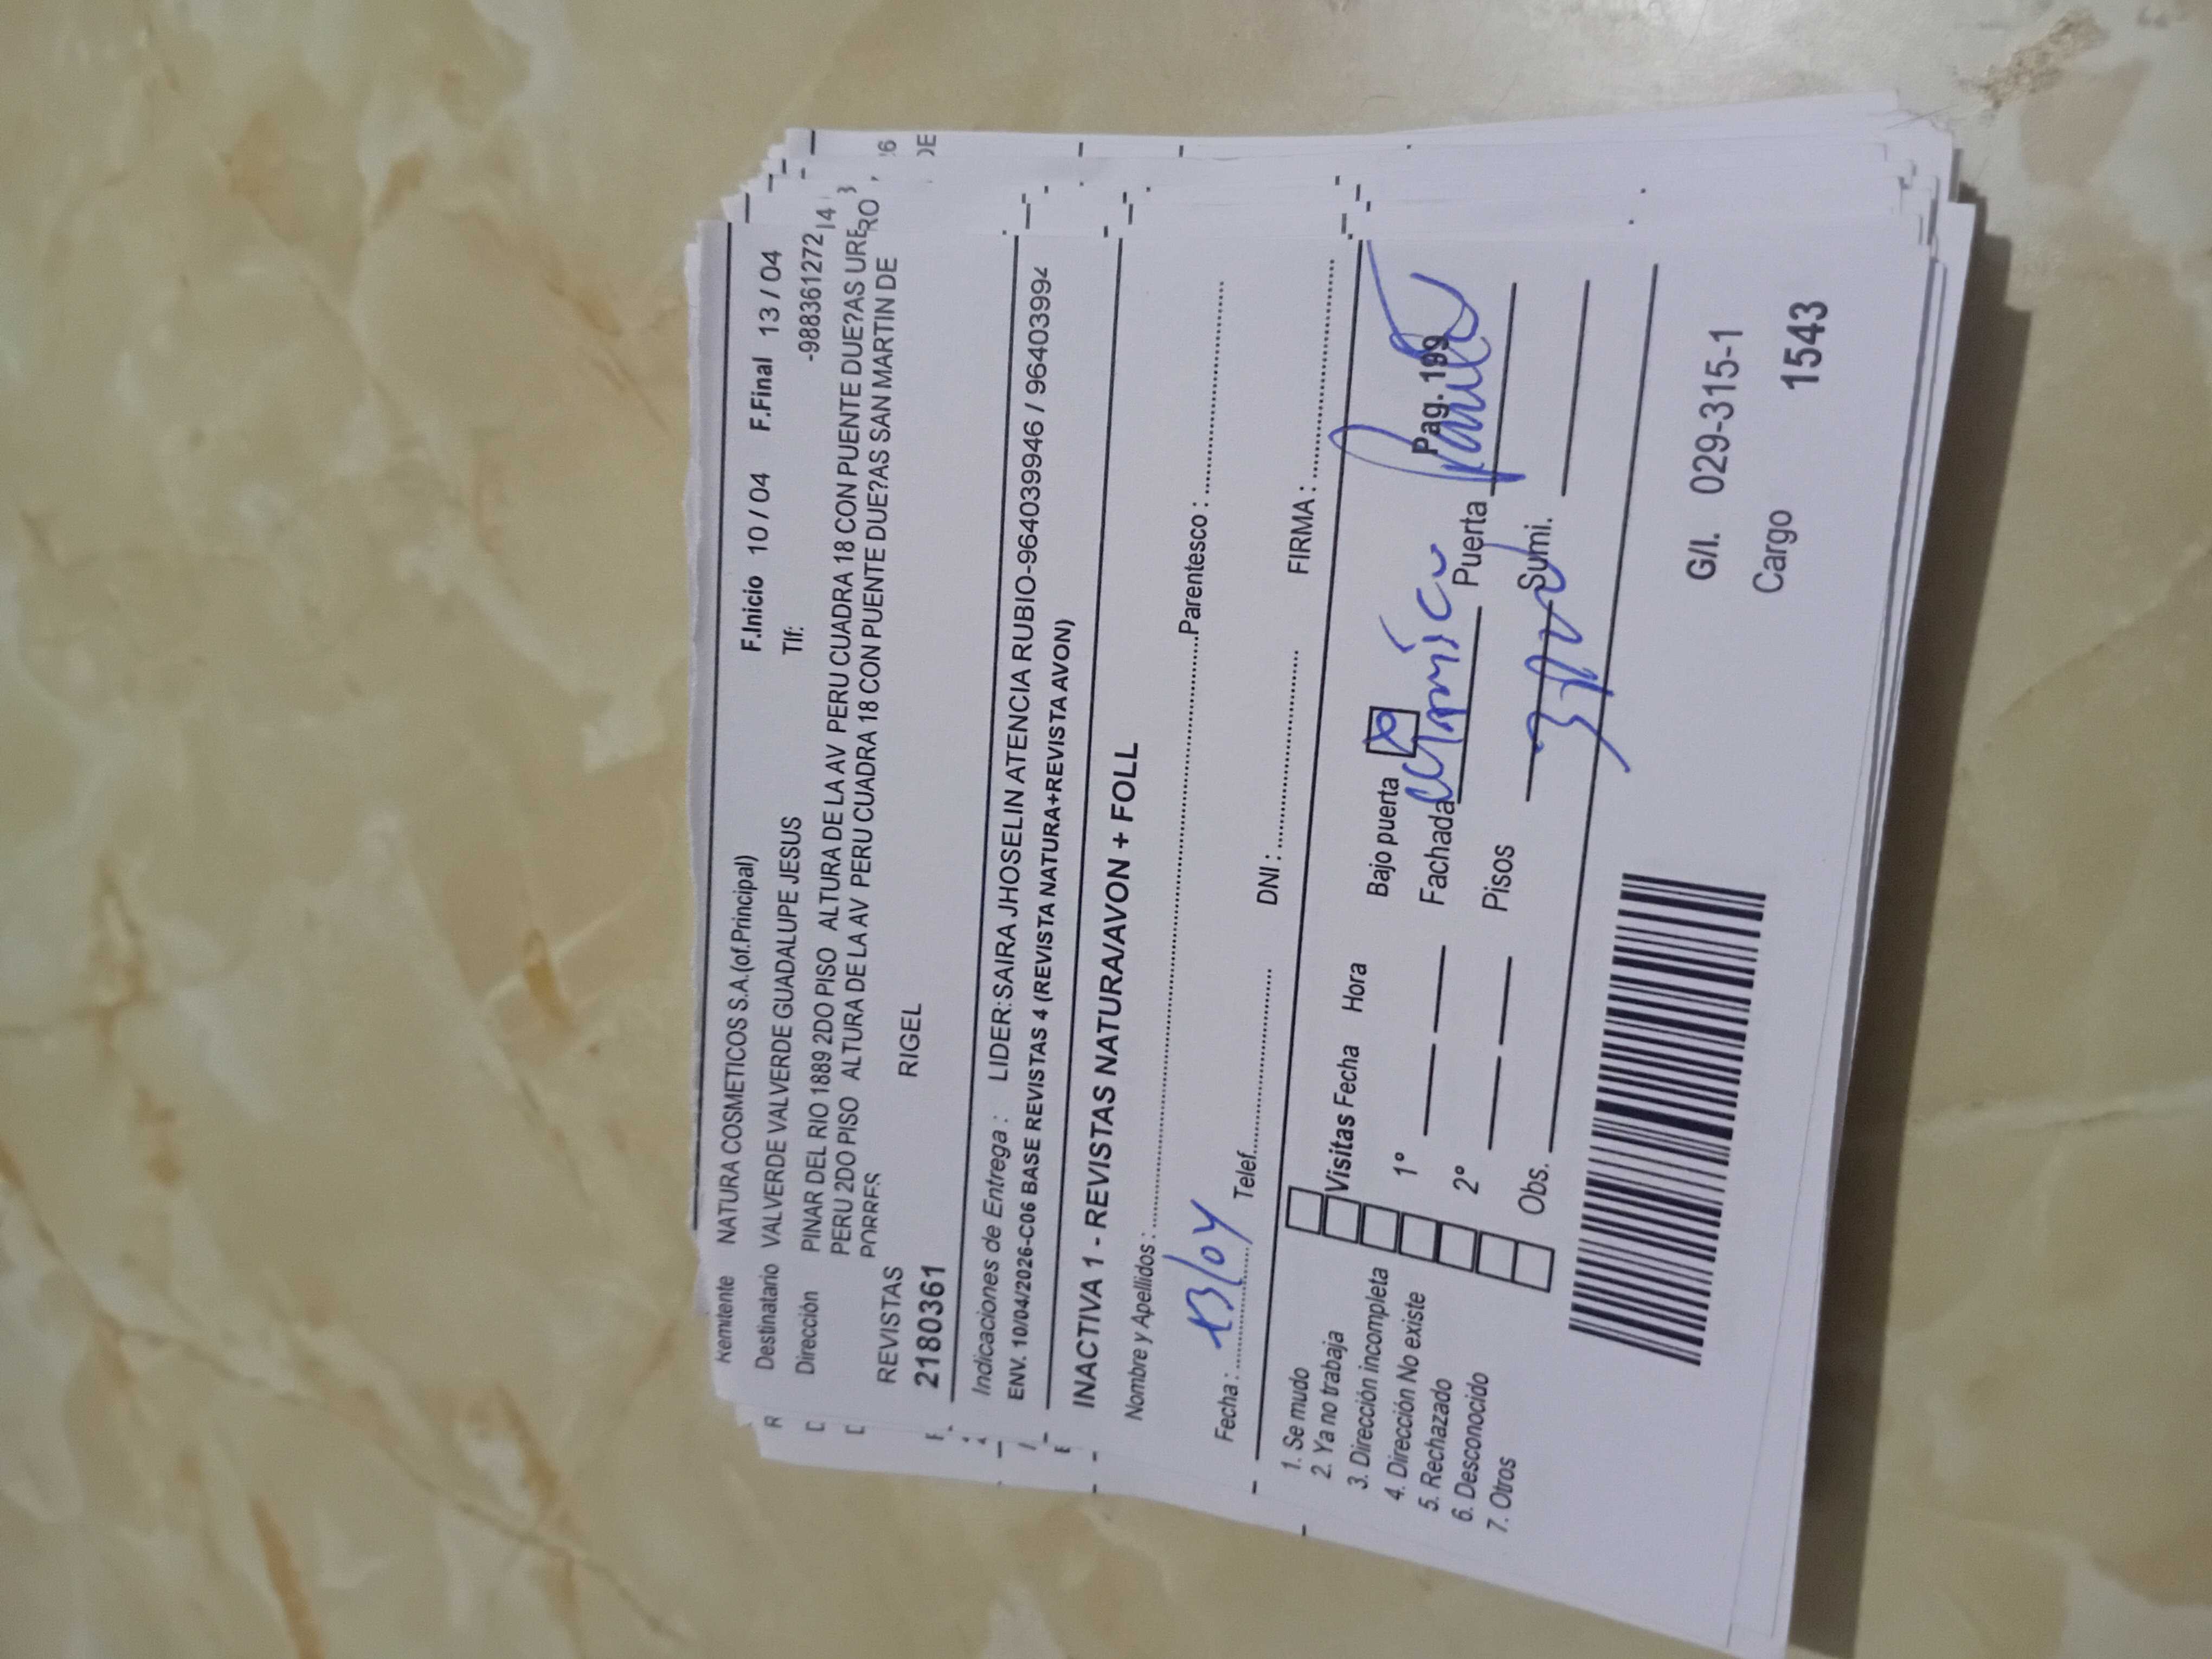 Remitente NATURA COSMETICOS S.A.(of.Principal) F.Inicio 10 / 04 F.Final 13 / 04
Destinatario VALVERDE VALVERDE GUADALUPE JESUS Tlf: -988361272
Dirección PINAR DEL RIO 1889 2DO PISO ALTURA DE LA AV PERU CUADRA 18 CON PUENTE DUE?AS URE
PERU 2DO PISO ALTURA DE LA AV PERU CUADRA 18 CON PUENTE DUE?AS SAN MARTIN DE
PORRES
REVISTAS RIGEL
2180361
Indicaciones de Entrega : LIDER:SAIRA JHOSELIN ATENCIA RUBIO-964039946 / 96403994
ENV. 10/04/2026-C06 BASE REVISTAS 4 (REVISTA NATURA+REVISTA AVON)
INACTIVA 1 - REVISTAS NATURA/AVON + FOLL
Nombre y Apellidos : Parentesco :
Fecha : 13/04 Telef. DNI : FIRMA :
1. Se mudo
2. Ya no trabaja
3. Dirección incompleta
4. Dirección No existe
5. Rechazado
6. Desconocido
7. Otros
Visitas Fecha Hora Bajo puerta Pag. 199
1° Fachada Puerta
2° Pisos 3 Sumi.
Obs.
G/I. 029-315-1
Cargo 1543